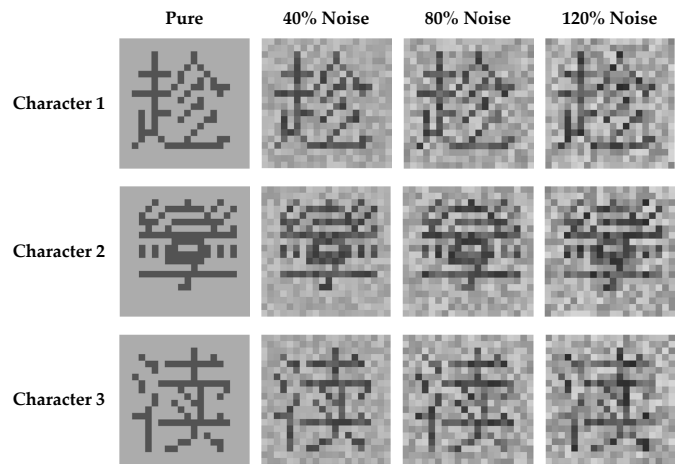 Pure 40% Noise 80% Noise 120% Noise
Character 1
Character 2
Character 3